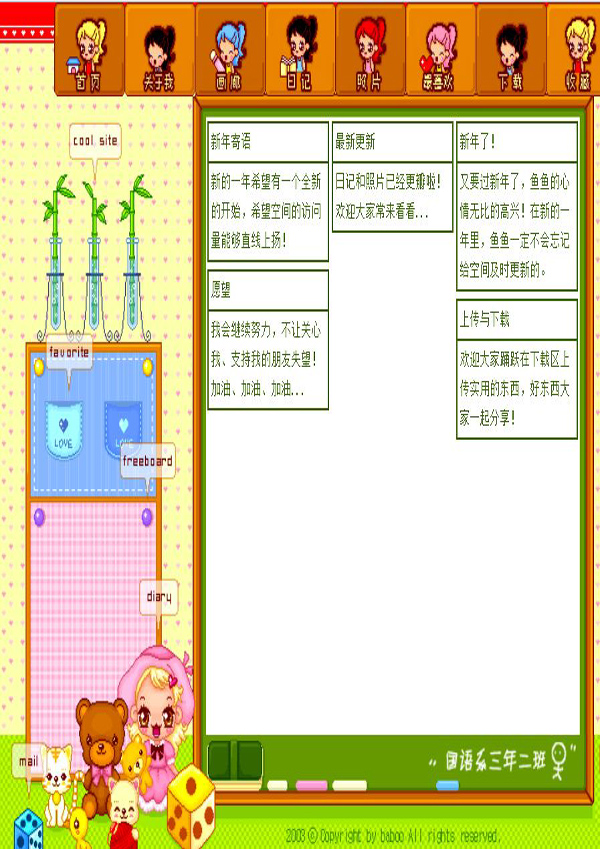 首页
关于我
画廊
日记
照片
最喜欢
下载
收藏
cool site
favorite
LOVE
LOVE
freeboard
diary
mail
新年寄语
新的一年希望有一个全新
的开始，希望空间的访问
量能够直线上扬！
愿望
我会继续努力，不让关心
我、支持我的朋友失望！
加油、加油、加油...
最新更新
日记和照片已经更瓣啦！
欢迎大家常来看看...
新年了！
又要过新年了，鱼鱼的心
情无比的高兴！在新的一
年里，鱼鱼一定不会忘记
给空间及时更新的。
上传与下载
欢迎大家踊跃在下载区上
传实用的东西，好东西大
家一起分享！
“国语系三年二班”
2003 © Copyright by baboo All rights reserved.